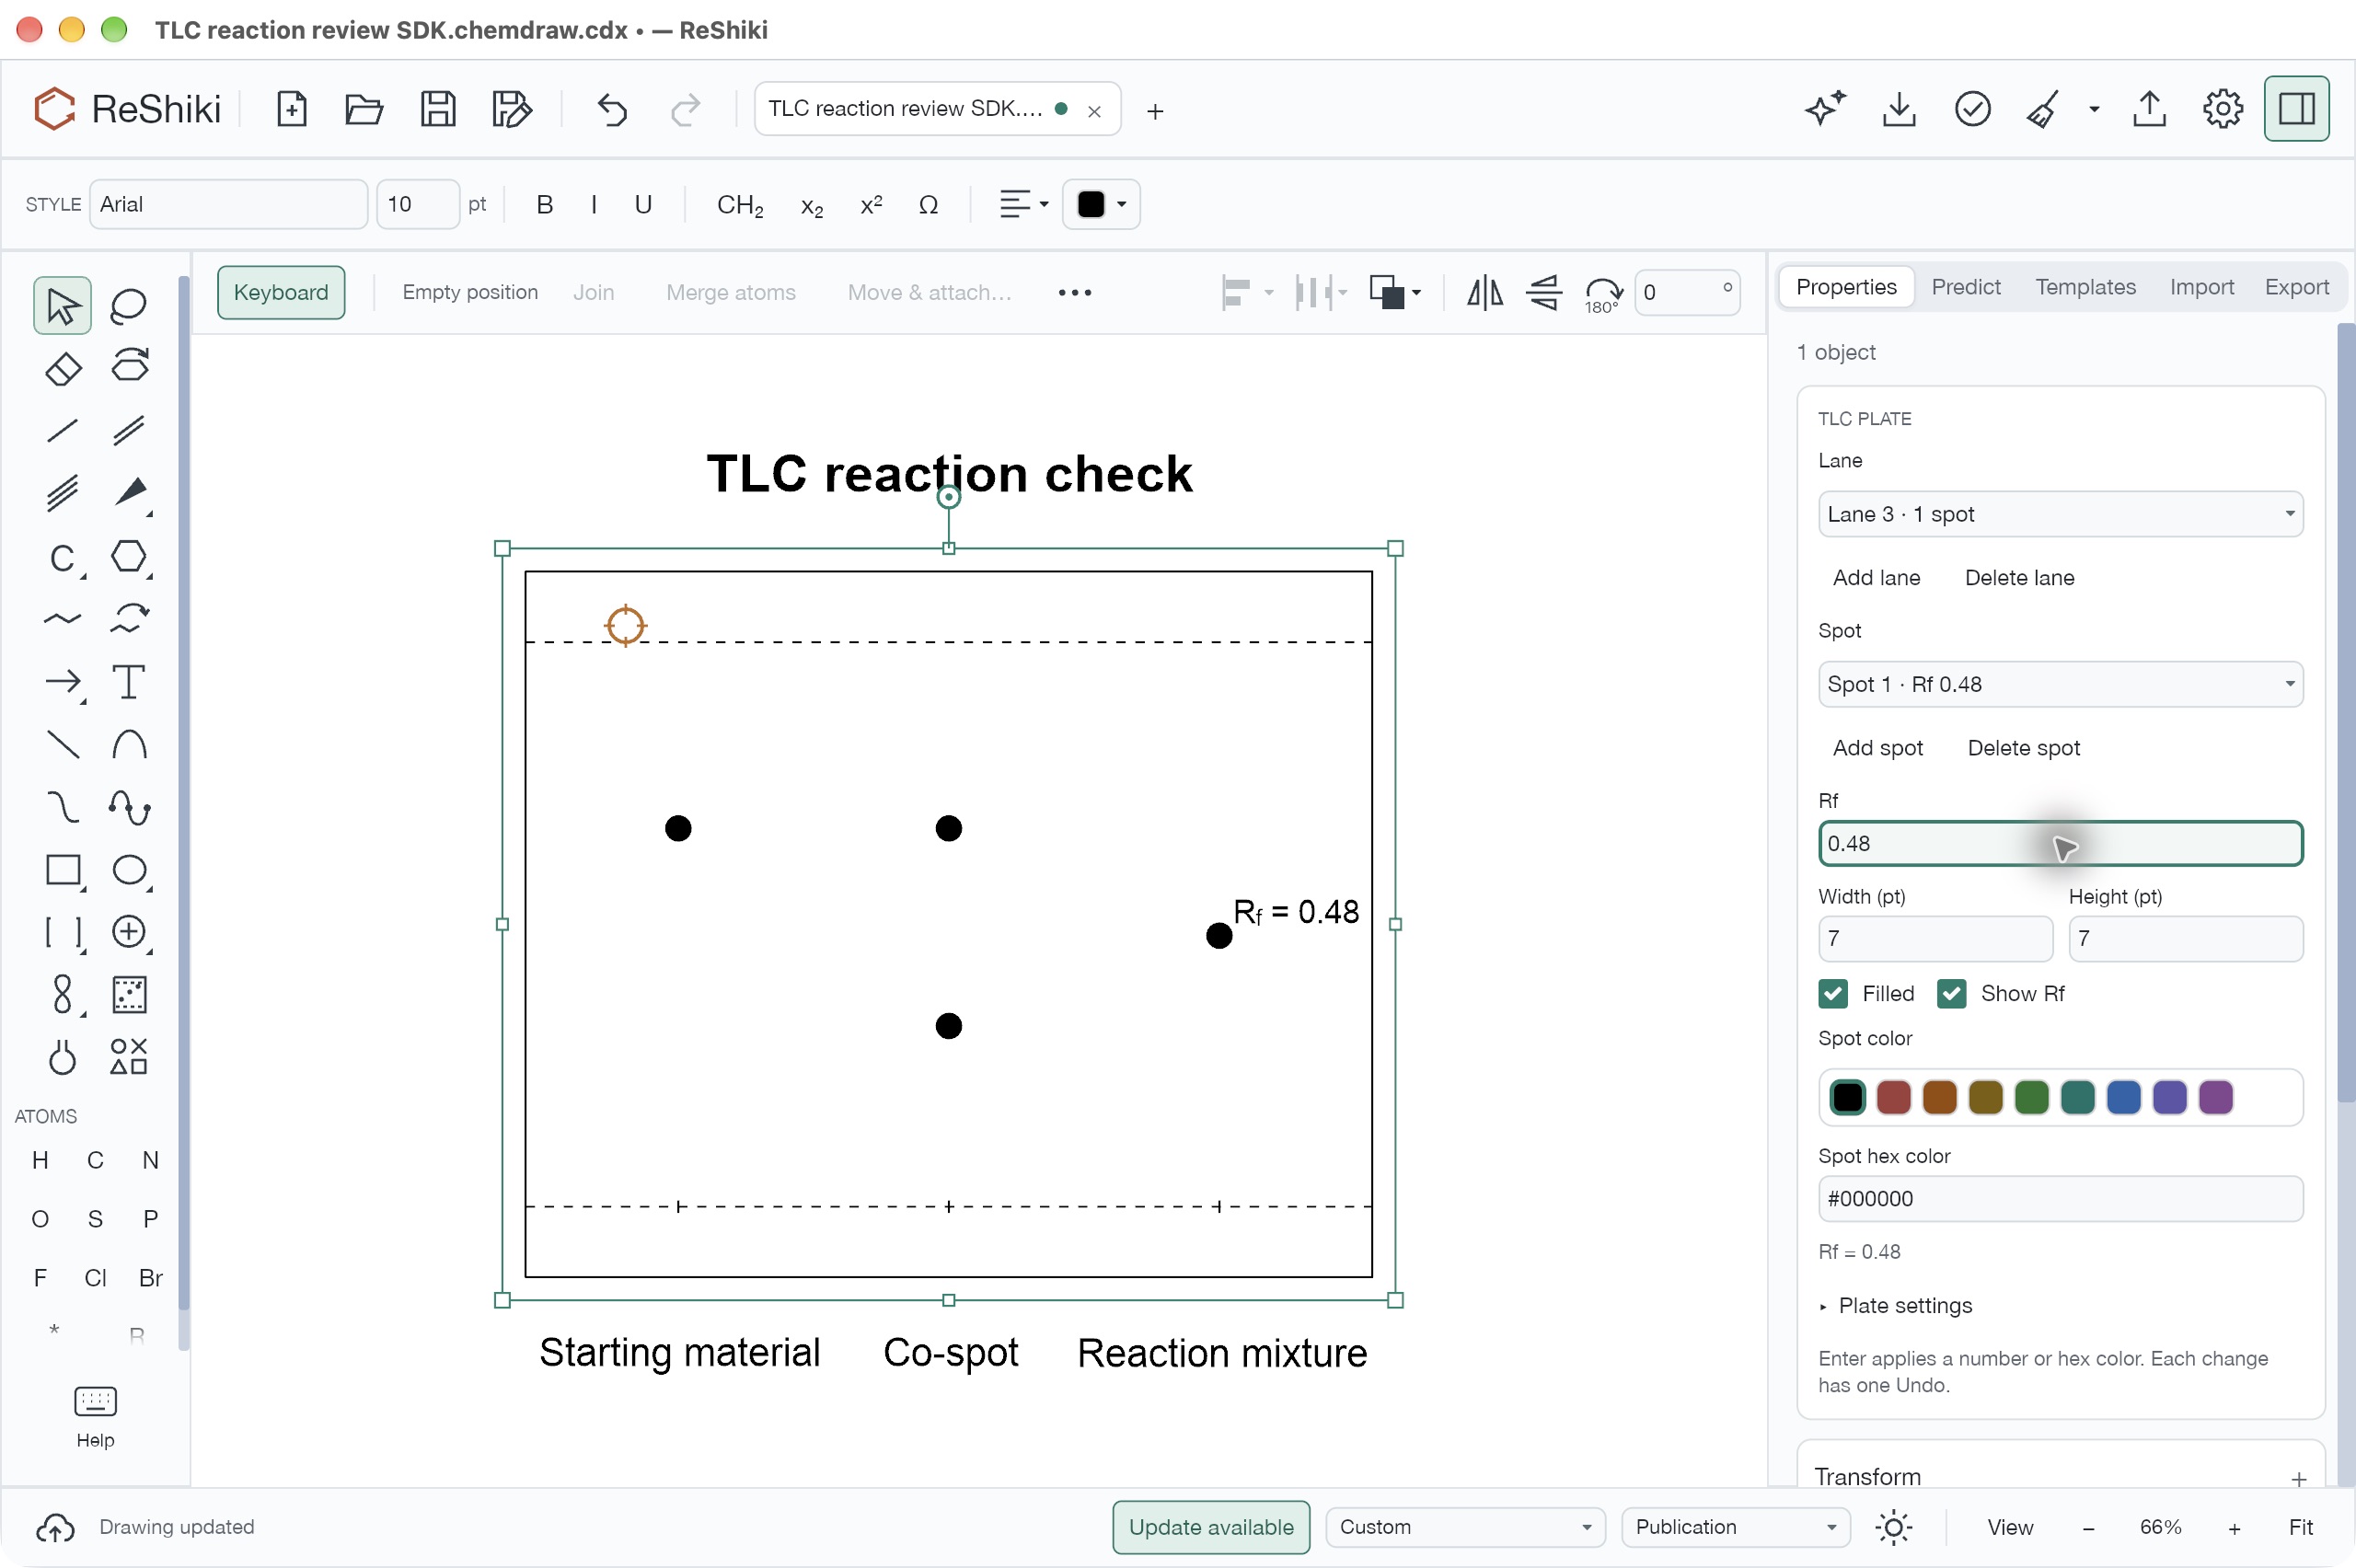 TLC reaction review SDK.chemdraw.cdx • — ReShiki
ReShiki
TLC reaction review SDK....
STYLE
Arial
10
pt
B I U CH₂ x₂ x² Ω
Keyboard
Empty position
Join
Merge atoms
Move & attach...
180°
0 °
Properties
Predict
Templates
Import
Export
C
T
ATOMS
H C N
O S P
F Cl Br
* R
Help
TLC reaction check
Rf = 0.48
Starting material
Co-spot
Reaction mixture
1 object
TLC PLATE
Lane
Lane 3 · 1 spot
Add lane
Delete lane
Spot
Spot 1 · Rf 0.48
Add spot
Delete spot
Rf
0.48
Width (pt)
Height (pt)
7
7
Filled
Show Rf
Spot color
Spot hex color
#000000
Rf = 0.48
Plate settings
Enter applies a number or hex color. Each change
has one Undo.
Transform
Drawing updated
Update available
Custom
Publication
View
66%
Fit